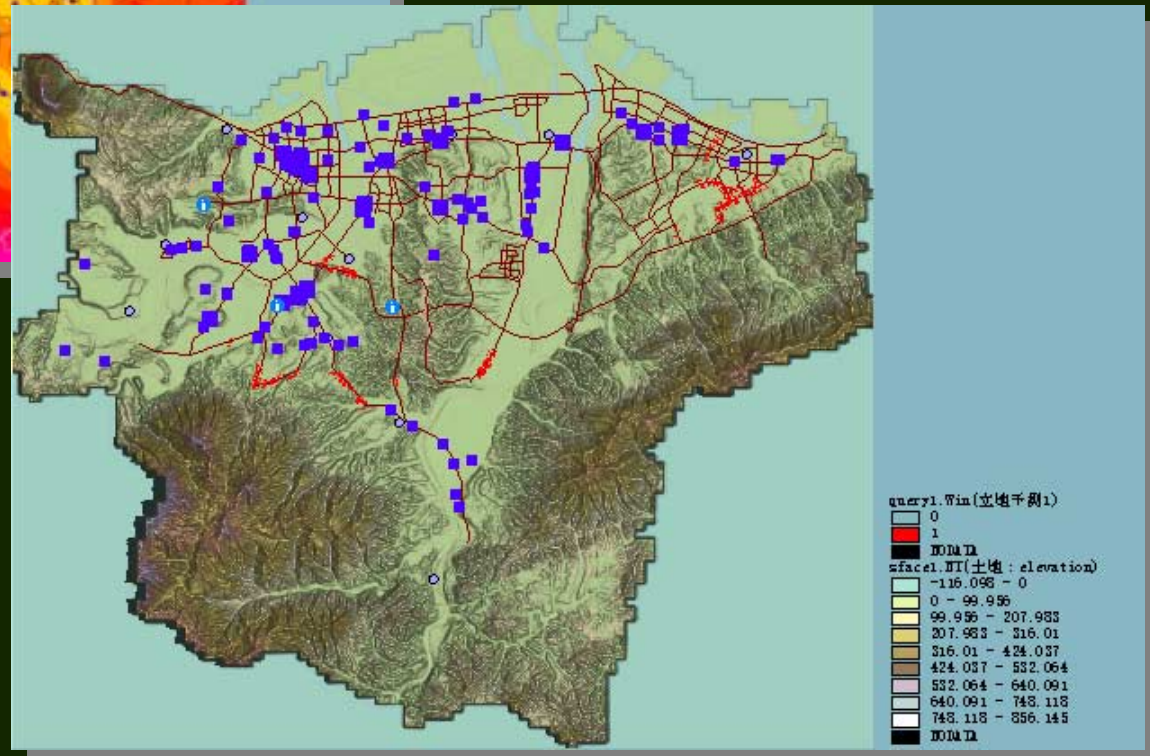 query1.Win(立地予測1)
0
1
NODATA
sface1.NT(土地:elevation)
-116.098 - 0
0 - 99.956
99.956 - 207.983
207.983 - 316.01
316.01 - 424.037
424.037 - 532.064
532.064 - 640.091
640.091 - 748.118
748.118 - 856.145
NODATA